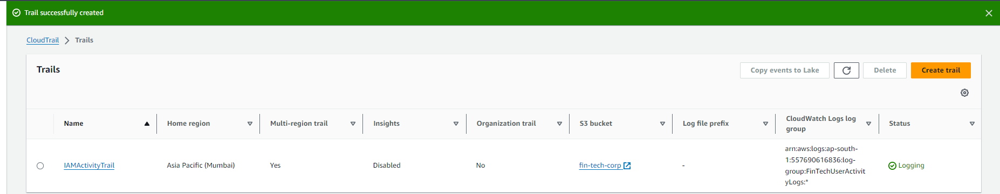 Trail successfully created
CloudTrail > Trails
Trails
Copy events to Lake
Delete
Create trail
Name
Home region
Multi-region trail
Insights
Organization trail
S3 bucket
Log file prefix
CloudWatch Logs log
group
Status
IAMActivityTrail
Asia Pacific (Mumbai)
Yes
Disabled
No
fin-tech-corp
-
arn:aws:logs:ap-south-
1:557690616836:log-
group:FinTechUserActivit
yLogs:*
Logging